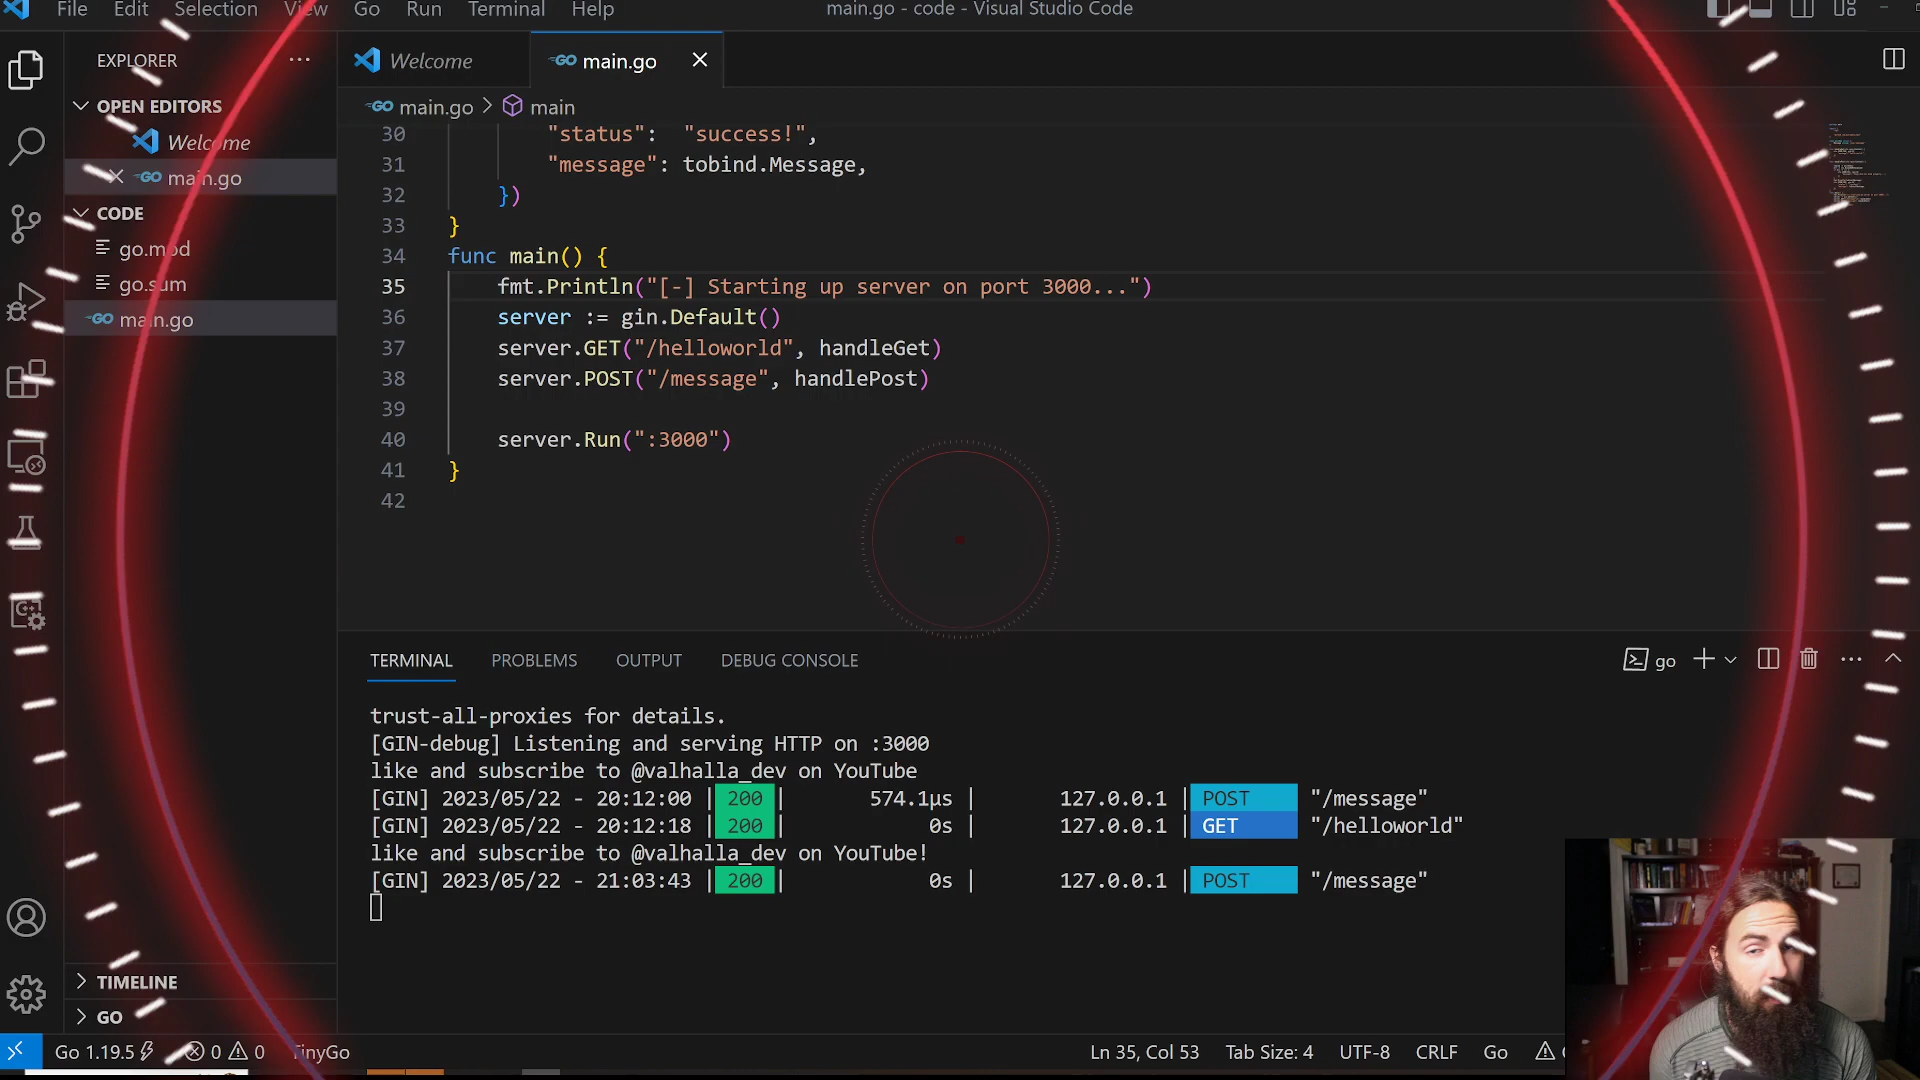 File Edit Selection View Go Run Terminal Help
main.go - code - Visual Studio Code
EXPLORER
OPEN EDITORS
Welcome
main.go
CODE
go.mod
go.sum
main.go
TIMELINE
GO
Welcome
main.go
main.go > main
30 "status": "success!",
31 "message": tobind.Message,
32 })
33 }
34 func main() {
35 fmt.Println("[-] Starting up server on port 3000...")
36 server := gin.Default()
37 server.GET("/helloworld", handleGet)
38 server.POST("/message", handlePost)
39
40 server.Run(":3000")
41 }
42
TERMINAL PROBLEMS OUTPUT DEBUG CONSOLE
go
trust-all-proxies for details.
[GIN-debug] Listening and serving HTTP on :3000
like and subscribe to @valhalla_dev on YouTube
[GIN] 2023/05/22 - 20:12:00 | 200 | 574.1µs | 127.0.0.1 | POST "/message"
[GIN] 2023/05/22 - 20:12:18 | 200 | 0s | 127.0.0.1 | GET "/helloworld"
like and subscribe to @valhalla_dev on YouTube!
[GIN] 2023/05/22 - 21:03:43 | 200 | 0s | 127.0.0.1 | POST "/message"
Go 1.19.5 0 0 TinyGo
Ln 35, Col 53 Tab Size: 4 UTF-8 CRLF Go